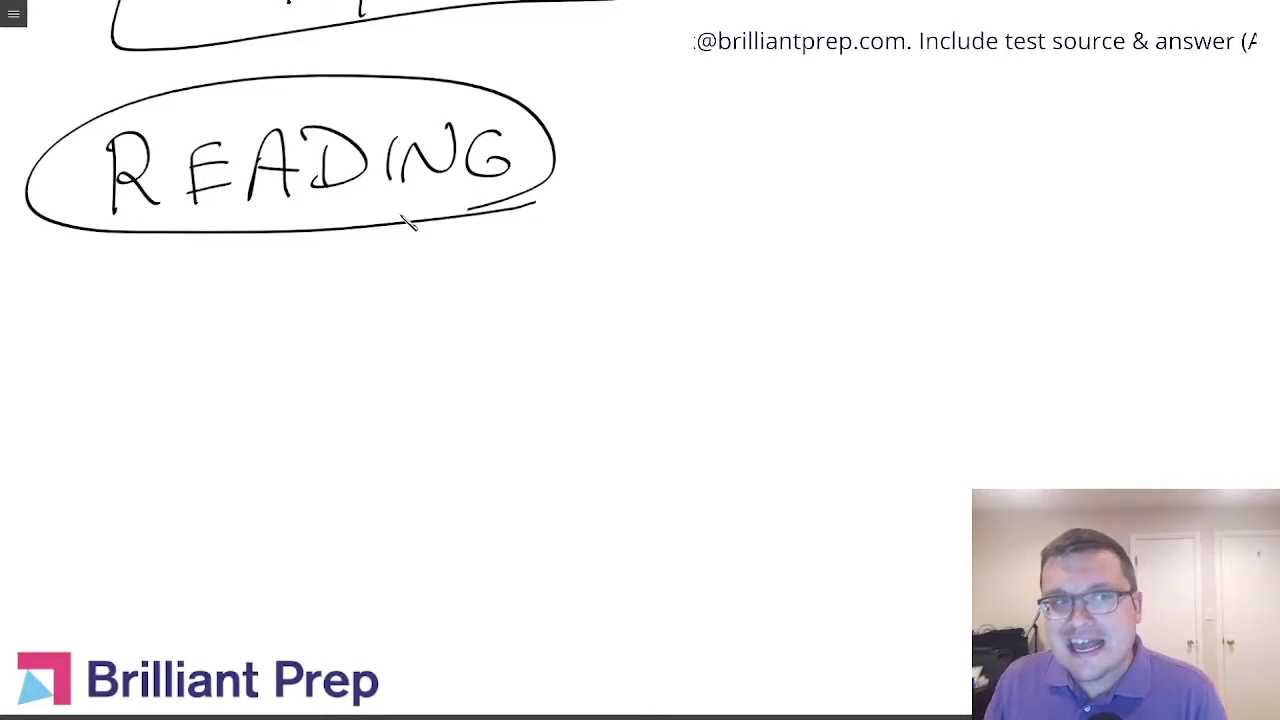 @brilliantprep.com. Include test source & answer (A
READING
Brilliant Prep